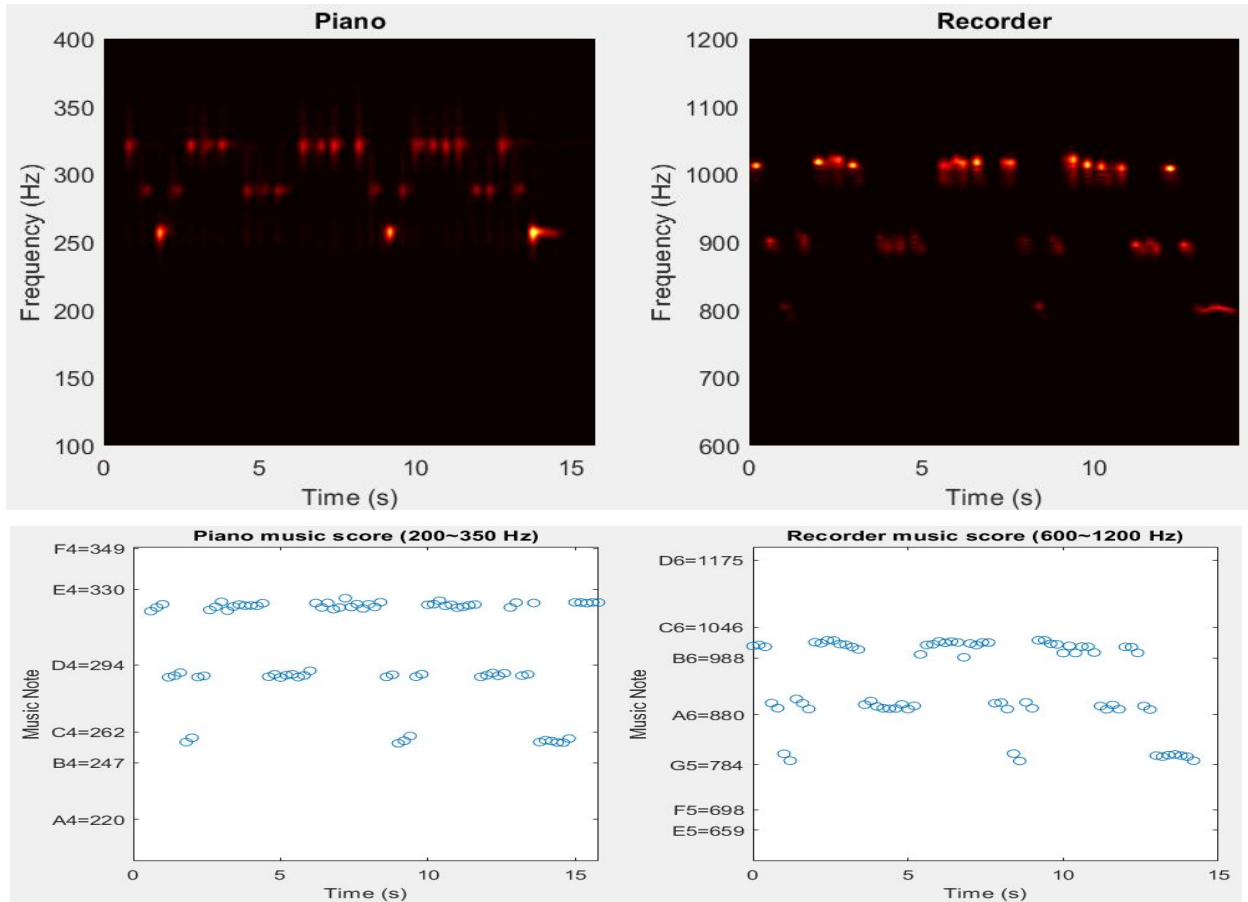 Piano
400
350
300
250
200
150
100
Frequency (Hz)
0 5 10 15
Time (s)
Recorder
1200
1100
1000
900
800
700
600
Frequency (Hz)
0 5 10
Time (s)
Piano music score (200~350 Hz)
F4=349
E4=330
D4=294
C4=262
B4=247
A4=220
Music Note
0 5 10 15
Time (s)
Recorder music score (600~1200 Hz)
D6=1175
C6=1046
B6=988
A6=880
G5=784
F5=698
E5=659
Music Note
0 5 10 15
Time (s)